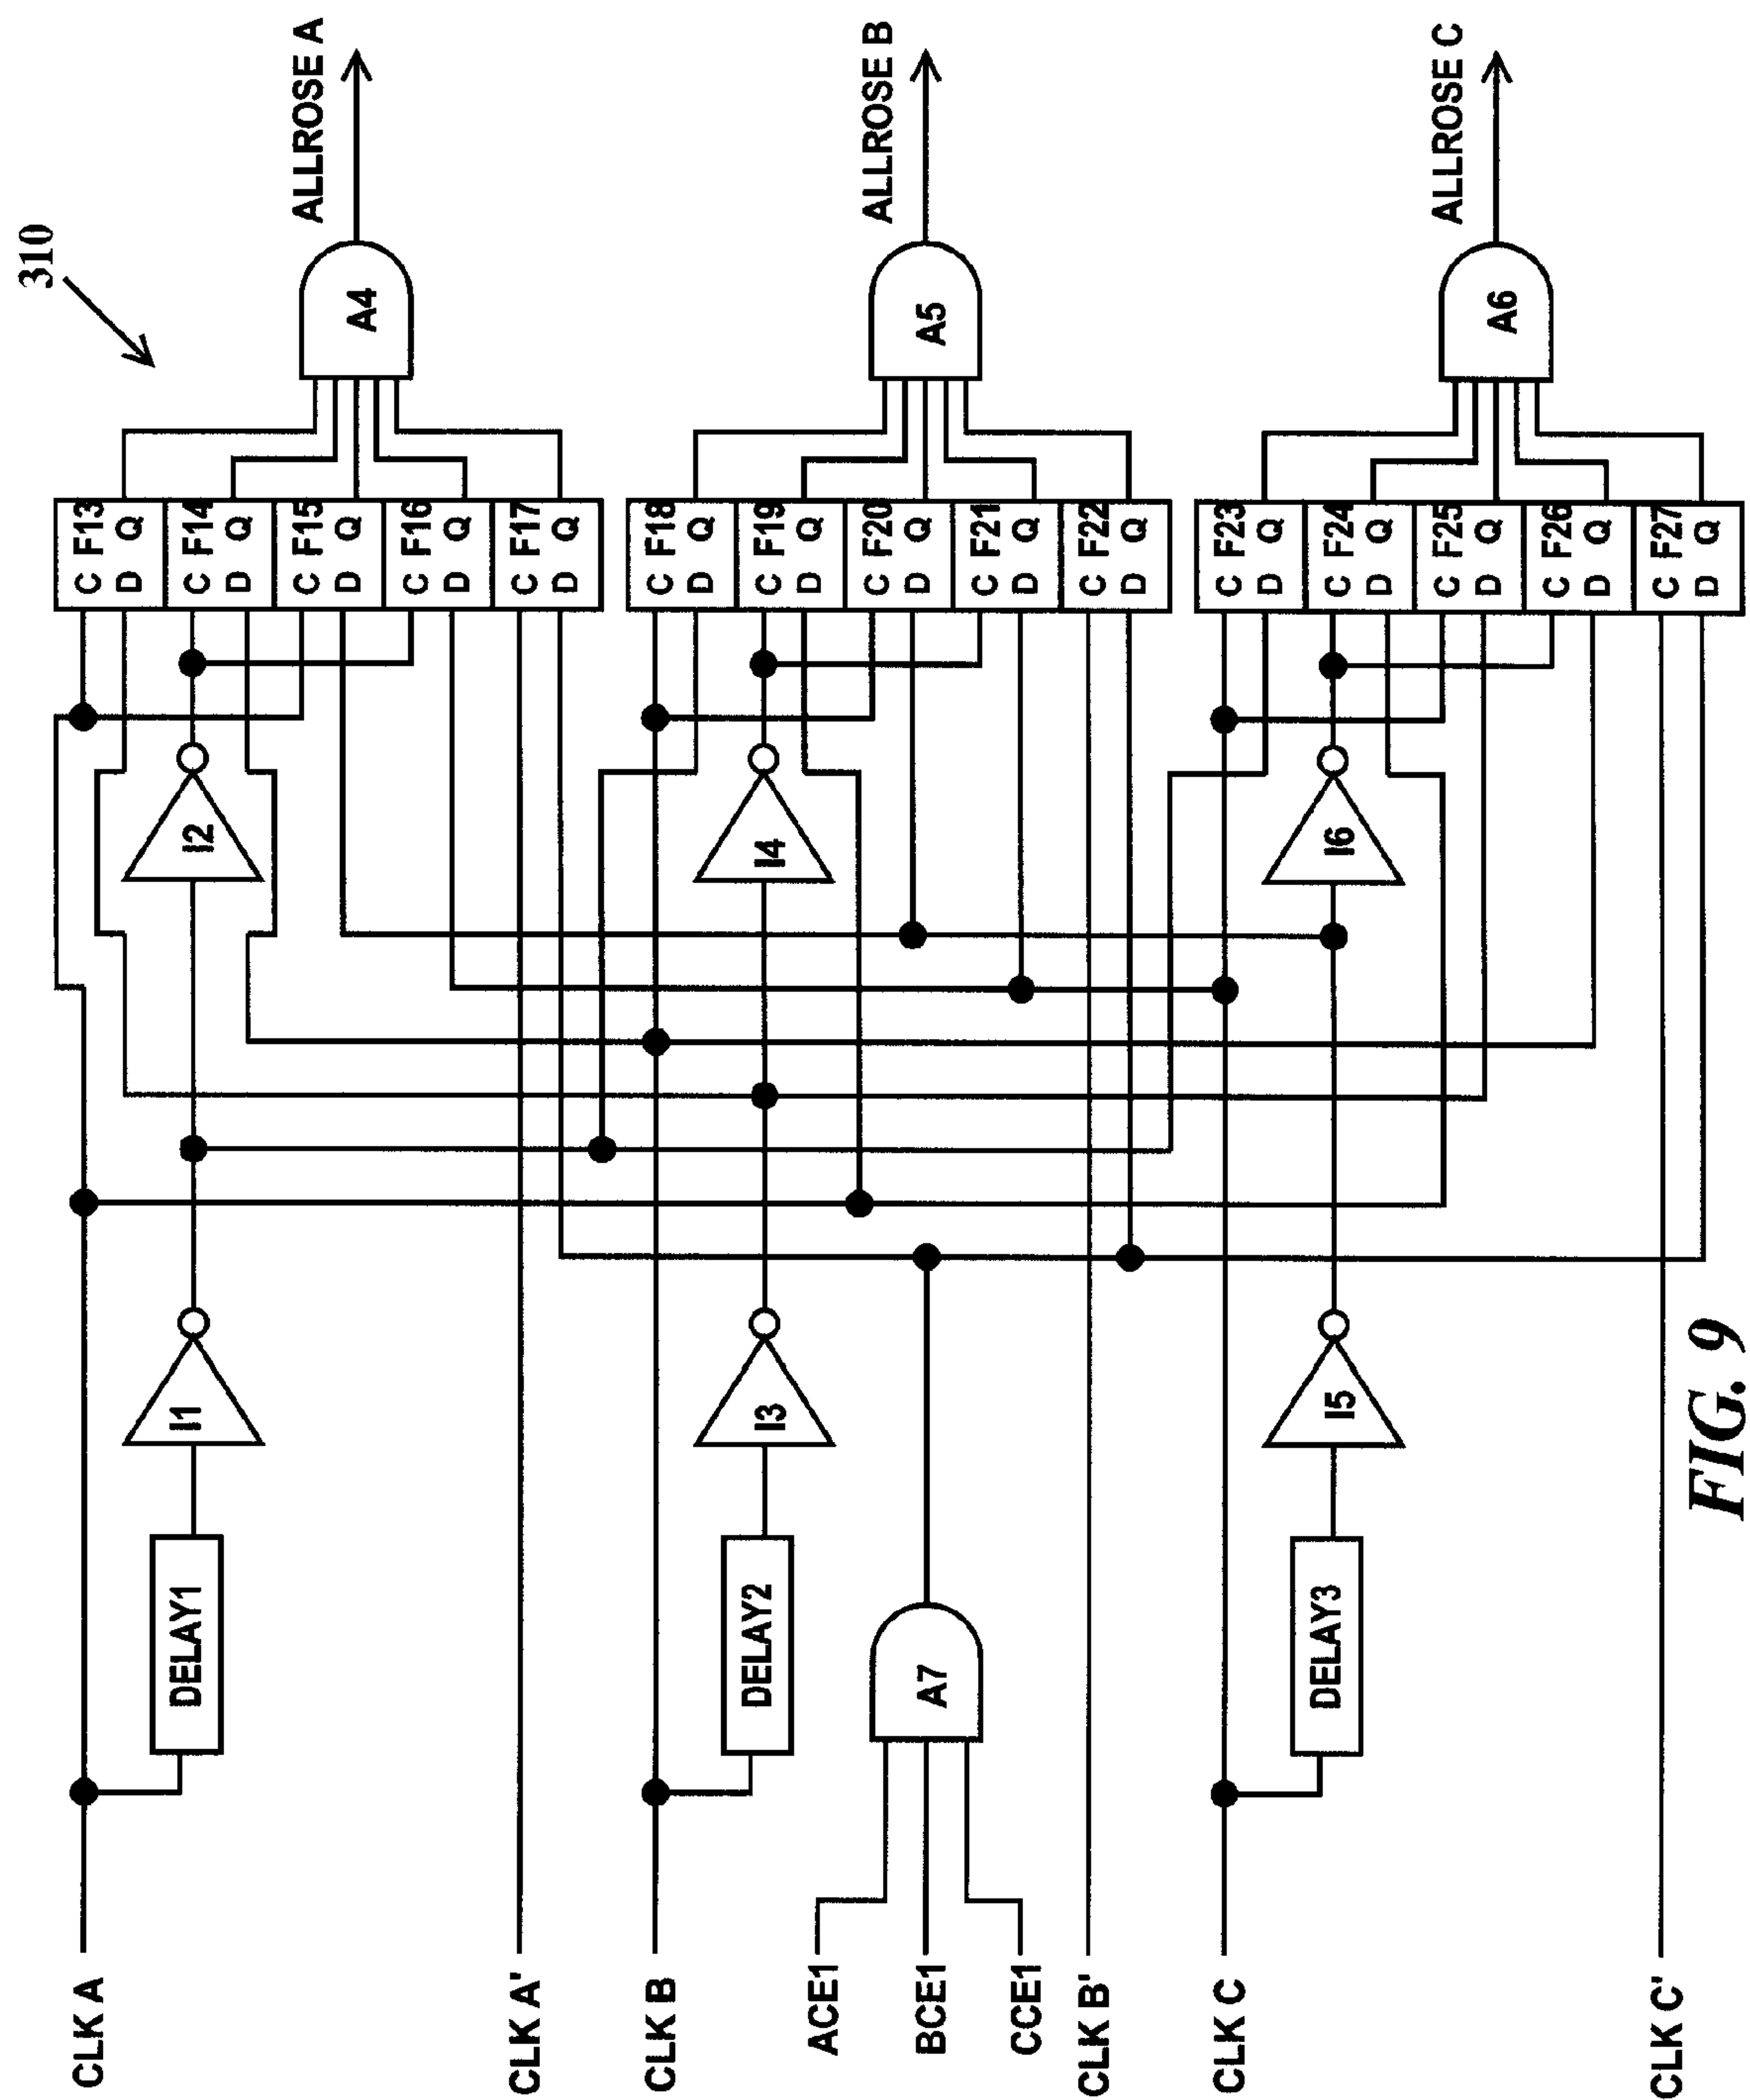 310
CLK A
DELAY1
I1
I2
C F13
D Q
C F14
D Q
C F15
D Q
C F16
D Q
C F17
D Q
A4
ALLROSE A
CLK A'
CLK B
DELAY2
I3
I4
C F18
D Q
C F19
D Q
C F20
D Q
C F21
D Q
C F22
D Q
A5
ALLROSE B
ACE1
BCE1
CCE1
A7
CLK B'
CLK C
DELAY3
I5
I6
C F23
D Q
C F24
D Q
C F25
D Q
C F26
D Q
C F27
D Q
A6
ALLROSE C
CLK C'
FIG. 9